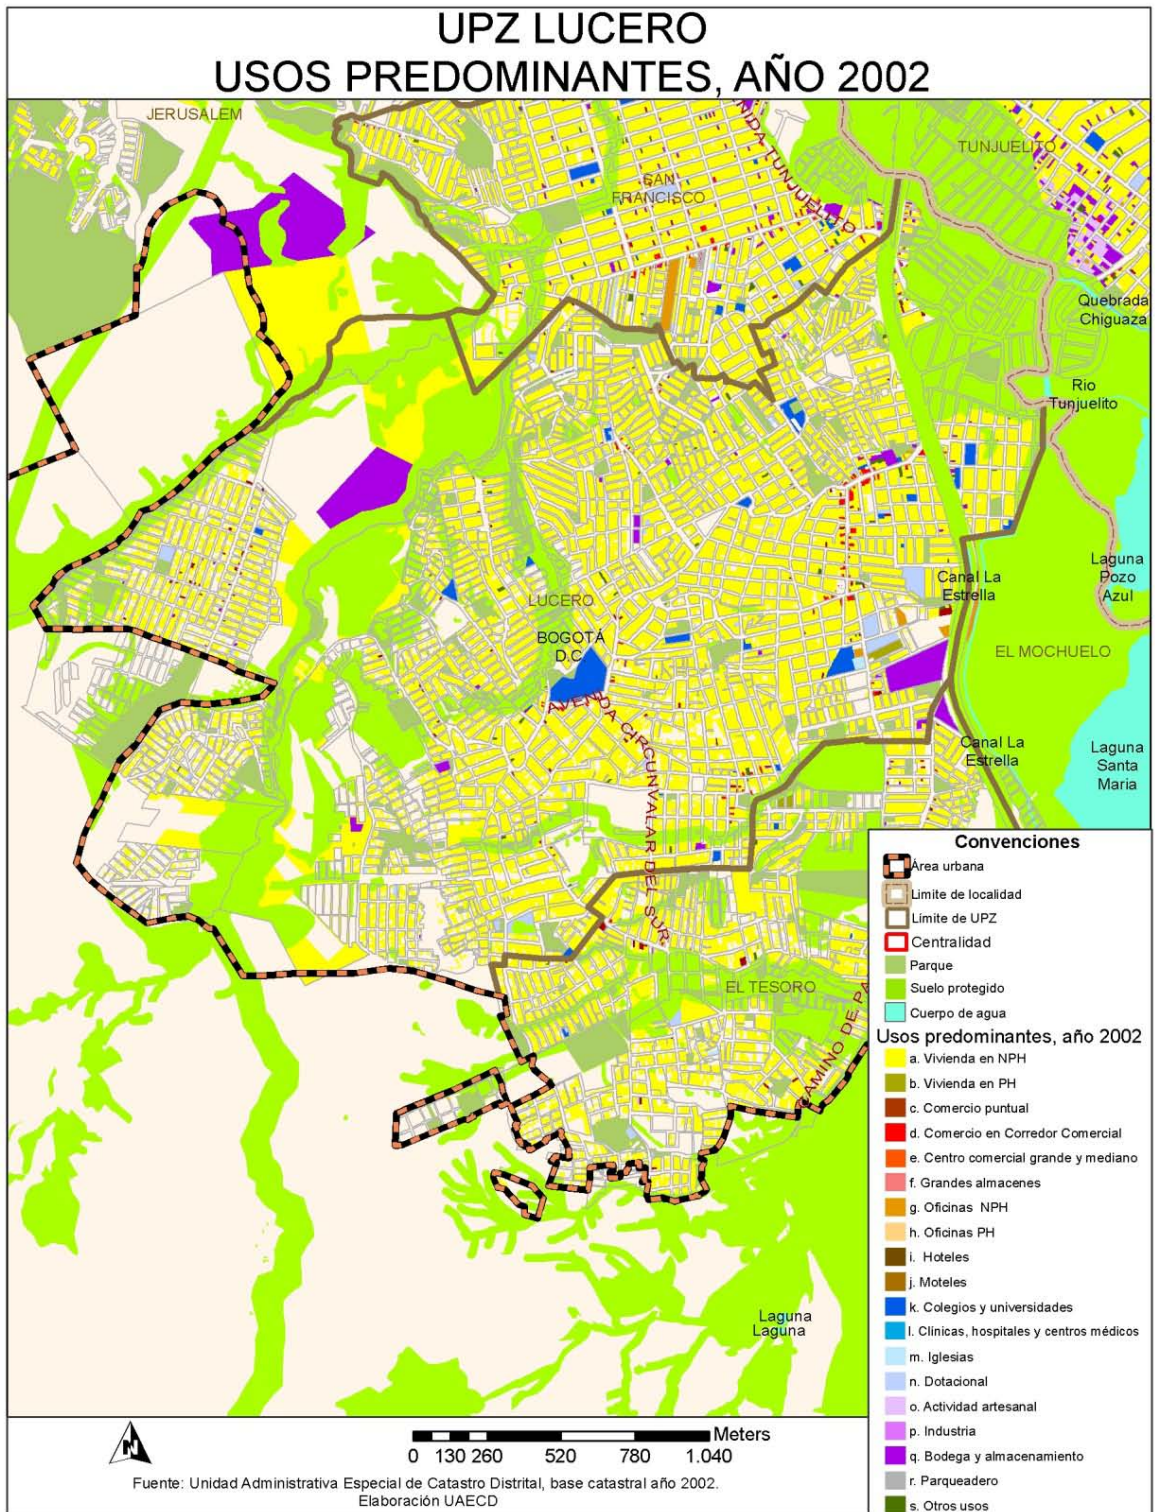 UPZ LUCERO
USOS PREDOMINANTES, AÑO 2002
JERUSALEM
NIDA TUNJUELITO
TUNJUELITO
SAN
FRANCISCO
Quebrada
Chiguaza
Rio
Tunjuelito
Laguna
Pozo
Azul
Canal La
Estrella
LUCERO
BOGOTÁ
D.C.
EL MOCHUELO
AVENIDA CIRCUNVALAR DEL SUR
Canal La
Estrella
Laguna
Santa
Maria
EL TESORO
CAMINO DE PA
Laguna
Laguna
Convenciones
Área urbana
Limite de localidad
Límite de UPZ
Centralidad
Parque
Suelo protegido
Cuerpo de agua
Usos predominantes, año 2002
a. Vivienda en NPH
b. Vivienda en PH
c. Comercio puntual
d. Comercio en Corredor Comercial
e. Centro comercial grande y mediano
f. Grandes almacenes
g. Oficinas NPH
h. Oficinas PH
i. Hoteles
j. Moteles
k. Colegios y universidades
l. Clínicas, hospitales y centros médicos
m. Iglesias
n. Dotacional
o. Actividad artesanal
p. Industria
q. Bodega y almacenamiento
r. Parqueadero
s. Otros usos
N
Meters
0 130 260 520 780 1.040
Fuente: Unidad Administrativa Especial de Catastro Distrital, base catastral año 2002.
Elaboración UAECD